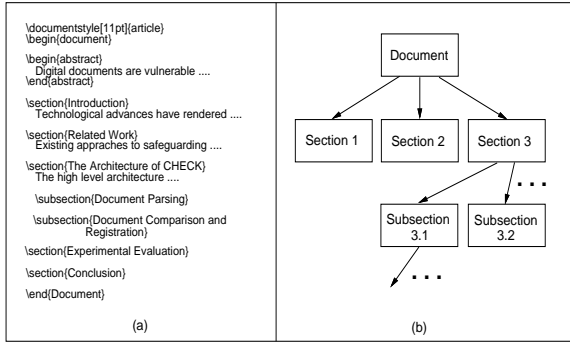 \documentstyle[11pt]{article}
\begin{document}
\begin{abstract}
Digital documents are vulnerable ....
\end{abstract}
\section{Introduction}
Technological advances have rendered ....
\section{Related Work}
Existing appraches to safeguarding ....
\section{The Architecture of CHECK}
The high level architecture ....
\subsection{Document Parsing}
\subsection{Document Comparison and
Registration}
\section{Experimental Evaluation}
\section{Conclusion}
\end{Document}
(a)
Document
Section 1 Section 2 Section 3
. . .
Subsection
3.1
Subsection
3.2
. . .
(b)